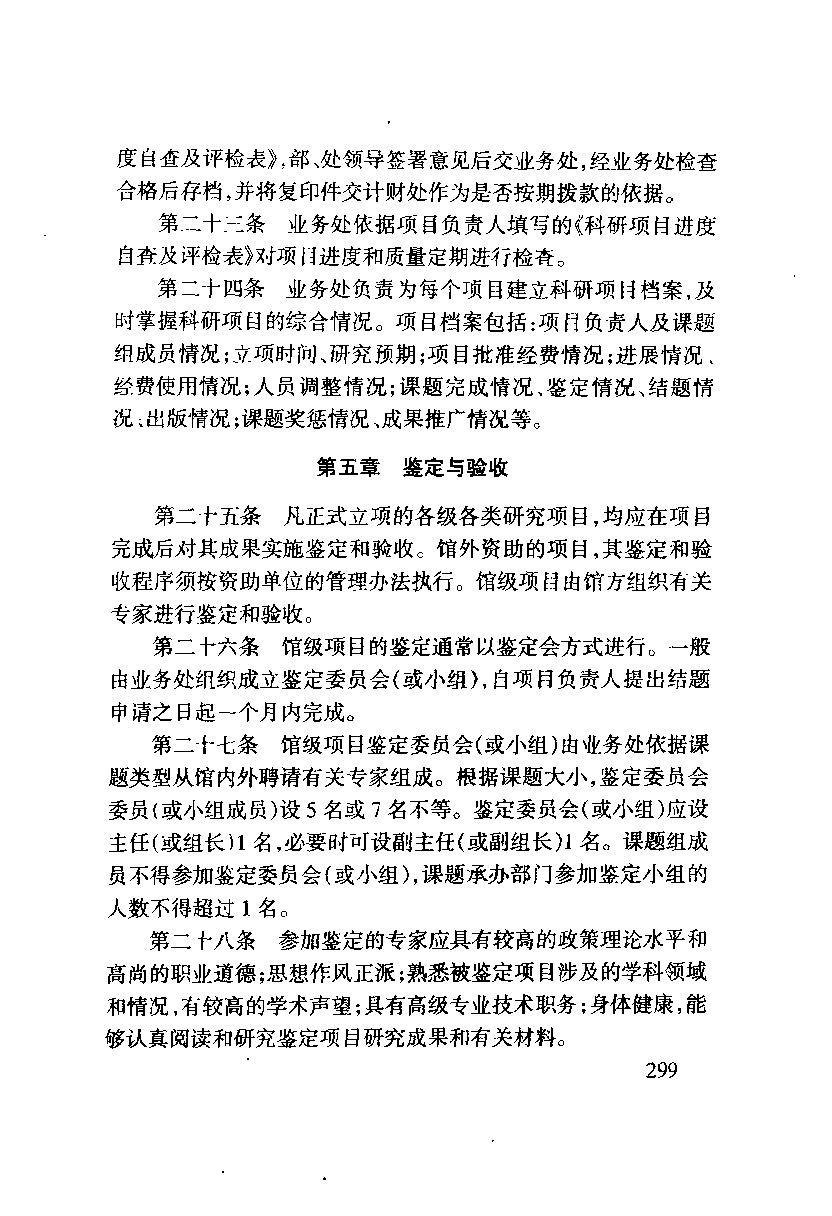 度自查及评检表》,部、处领导签署意见后交业务处,经业务处检查
合格后存档,并将复印件交计财处作为是否按期拨款的依据。
第二十三条　业务处依据项目负责人填写的《科研项目进度
自查及评检表》对项目进度和质量定期进行检查。
第二十四条　业务处负责为每个项目建立科研项目档案,及
时掌握科研项目的综合情况。项目档案包括:项目负责人及课题
组成员情况;立项时间、研究预期;项目批准经费情况;进展情况、
经费使用情况;人员调整情况;课题完成情况、鉴定情况、结题情
况、出版情况;课题奖惩情况、成果推广情况等。
第五章　鉴定与验收
第二十五条　凡正式立项的各级各类研究项目,均应在项目
完成后对其成果实施鉴定和验收。馆外资助的项目,其鉴定和验
收程序须按资助单位的管理办法执行。馆级项目由馆方组织有关
专家进行鉴定和验收。
第二十六条　馆级项目的鉴定通常以鉴定会方式进行。一般
由业务处组织成立鉴定委员会(或小组),自项目负责人提出结题
申请之日起一个月内完成。
第二十七条　馆级项目鉴定委员会(或小组)由业务处依据课
题类型从馆内外聘请有关专家组成。根据课题大小,鉴定委员会
委员(或小组成员)设 5 名或 7 名不等。鉴定委员会(或小组)应设
主任(或组长)1 名,必要时可设副主任(或副组长)1 名。课题组成
员不得参加鉴定委员会(或小组),课题承办部门参加鉴定小组的
人数不得超过 1 名。
第二十八条　参加鉴定的专家应具有较高的政策理论水平和
高尚的职业道德;思想作风正派;熟悉被鉴定项目涉及的学科领域
和情况,有较高的学术声望;具有高级专业技术职务;身体健康,能
够认真阅读和研究鉴定项目研究成果和有关材料。
299